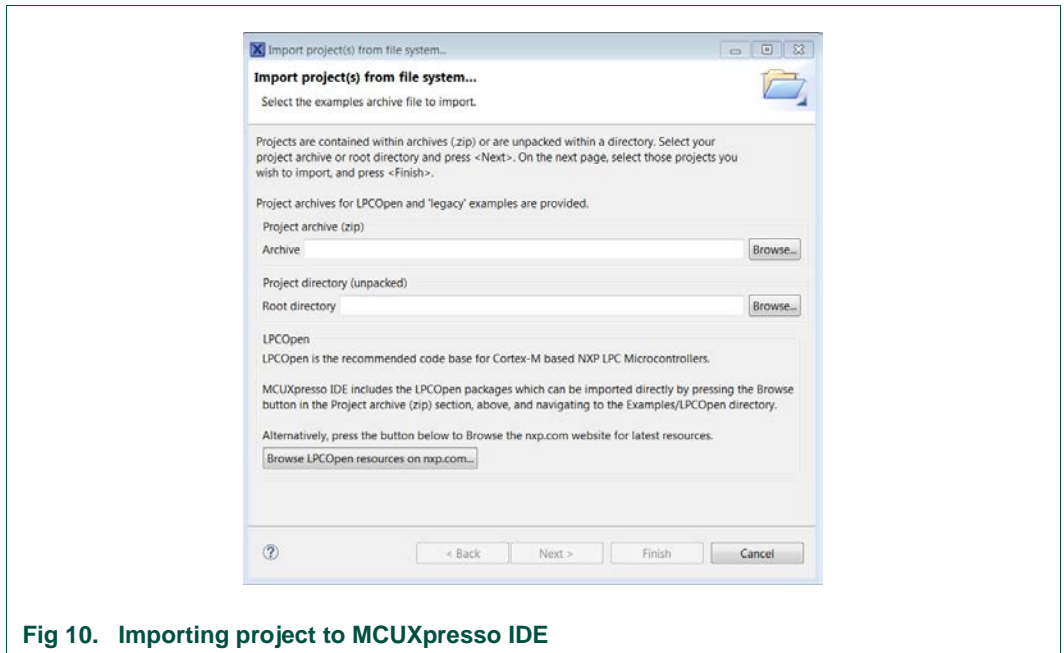 Import project(s) from file system...
Import project(s) from file system...
Select the examples archive file to import.
Projects are contained within archives (.zip) or are unpacked within a directory. Select your
project archive or root directory and press <Next>. On the next page, select those projects you
wish to import, and press <Finish>.
Project archives for LPCOpen and 'legacy' examples are provided.
Project archive (zip)
Archive Browse...
Project directory (unpacked)
Root directory Browse...
LPCOpen
LPCOpen is the recommended code base for Cortex-M based NXP LPC Microcontrollers.
MCUXpresso IDE includes the LPCOpen packages which can be imported directly by pressing the Browse
button in the Project archive (zip) section, above, and navigating to the Examples/LPCOpen directory.
Alternatively, press the button below to Browse the nxp.com website for latest resources.
Browse LPCOpen resources on nxp.com...
? < Back Next > Finish Cancel
Fig 10. Importing project to MCUXpresso IDE